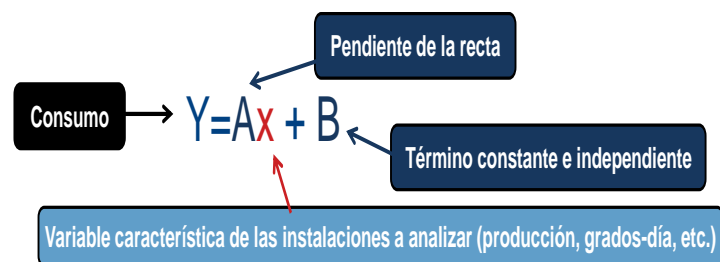 Pendiente de la recta
Consumo
Y=Ax + B
Término constante e independiente
Variable característica de las instalaciones a analizar (producción, grados-día, etc.)